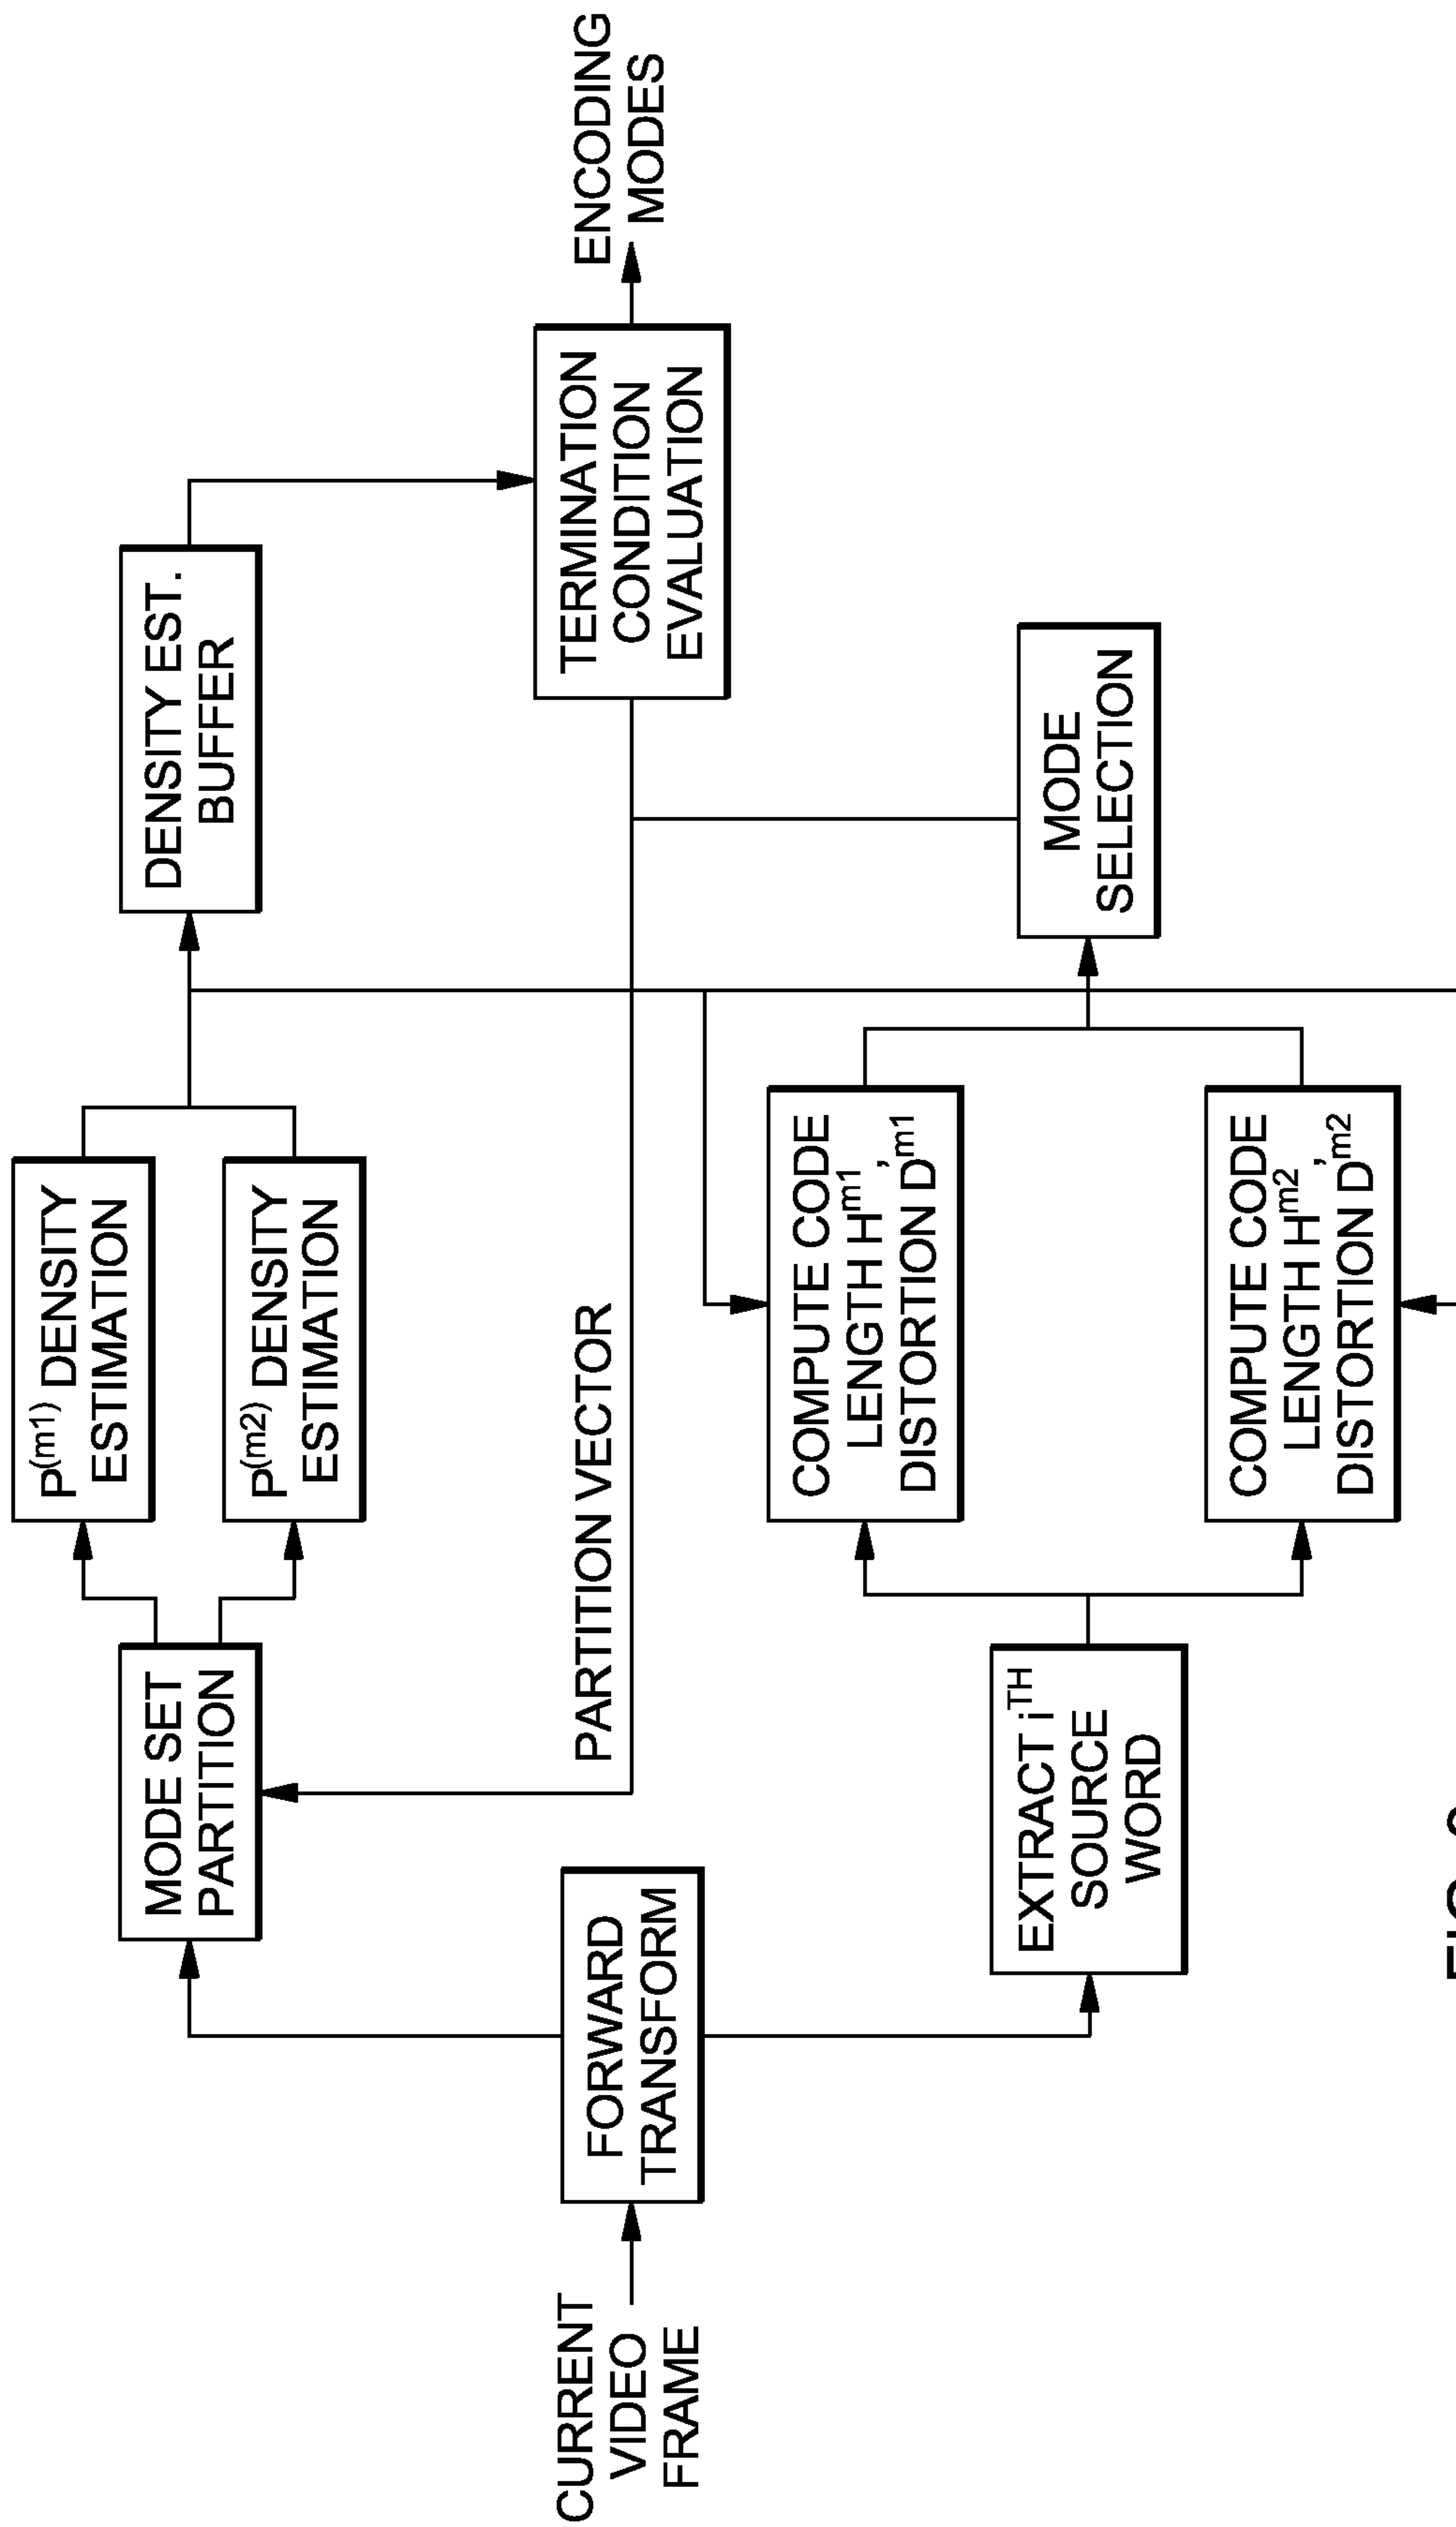 CURRENT
VIDEO
FRAME
FORWARD
TRANSFORM
MODE SET
PARTITION
P(m1) DENSITY
ESTIMATION
P(m2) DENSITY
ESTIMATION
DENSITY EST.
BUFFER
PARTITION VECTOR
TERMINATION
CONDITION
EVALUATION
ENCODING
MODES
EXTRACT iTH
SOURCE
WORD
COMPUTE CODE
LENGTH Hm1,
DISTORTION Dm1
COMPUTE CODE
LENGTH Hm2,
DISTORTION Dm2
MODE
SELECTION